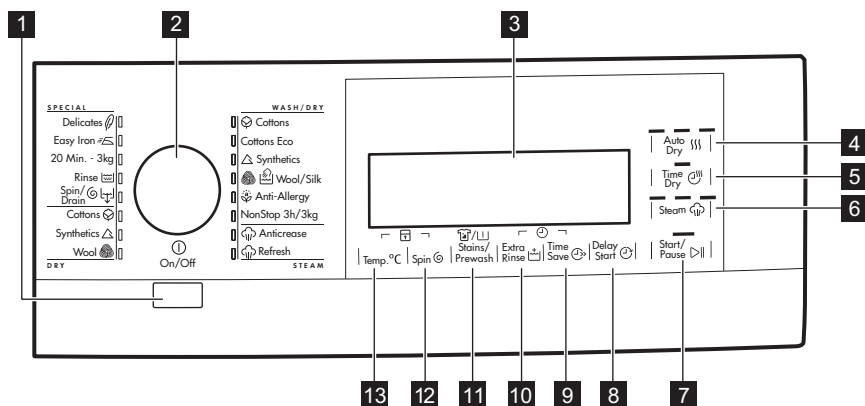 1
2
3
SPECIAL
Delicates
Easy Iron
20 Min. - 3kg
Rinse
Spin/
Drain
Cottons
Synthetics
Wool
DRY
On/Off
WASH/DRY
Cottons
Cottons Eco
Synthetics
Wool/Silk
Anti-Allergy
NonStop 3h/3kg
Anticrease
Refresh
STEAM
Auto
Dry
4
Time
Dry
5
Steam
6
Temp.°C
Spin
Stains/
Prewash
Extra
Rinse
Time
Save
Delay
Start
Start/
Pause
13
12
11
10
9
8
7